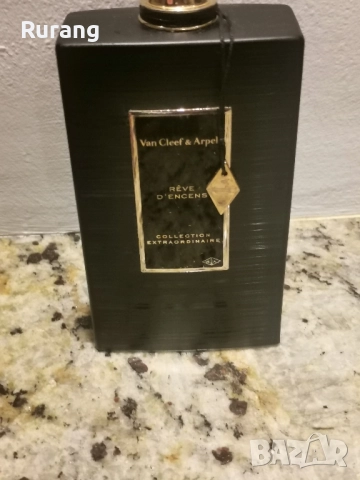 Rurang
Van Cleef & Arpels
RÊVE
D'ENCENS
COLLECTION
EXTRAORDINAIRE
BAZAR